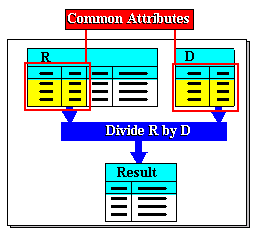 Common Attributes
R
D
Divide R by D
Result